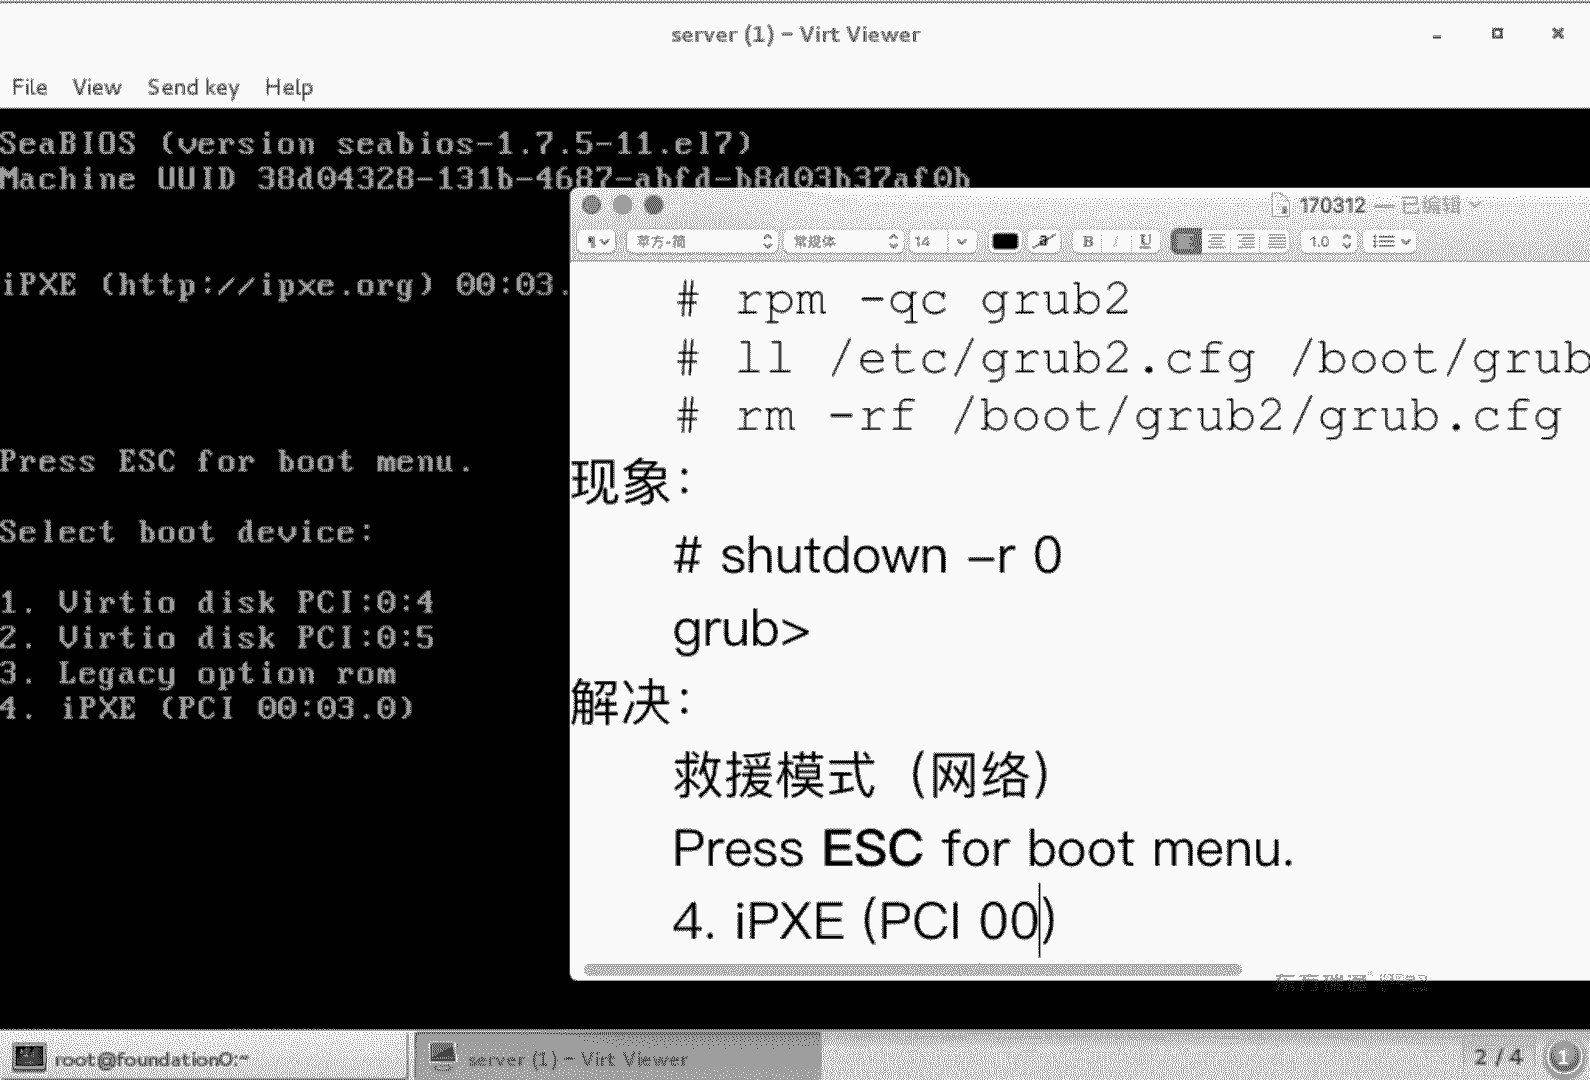 server (1) – Virt Viewer
File View Send key Help
SeaBIOS (version seabios-1.7.5-11.el7)
Machine UUID 38d04328-131b-4687-abfd-b8d03b37af0b
iPXE (http://ipxe.org) 00:03.
Press ESC for boot menu.
Select boot device:
1. Virtio disk PCI:0:4
2. Virtio disk PCI:0:5
3. Legacy option rom
4. iPXE (PCI 00:03.0)
170312 — 已编辑
苹方-简 常规体 14 a B I U 1.0
# rpm -qc grub2
# ll /etc/grub2.cfg /boot/grub
# rm -rf /boot/grub2/grub.cfg
现象：
# shutdown –r 0
grub>
解决：
救援模式（网络）
Press ESC for boot menu.
4. iPXE (PCI 00)
东方瑞通
root@foundation0:~
server (1) – Virt Viewer
2 / 4
1